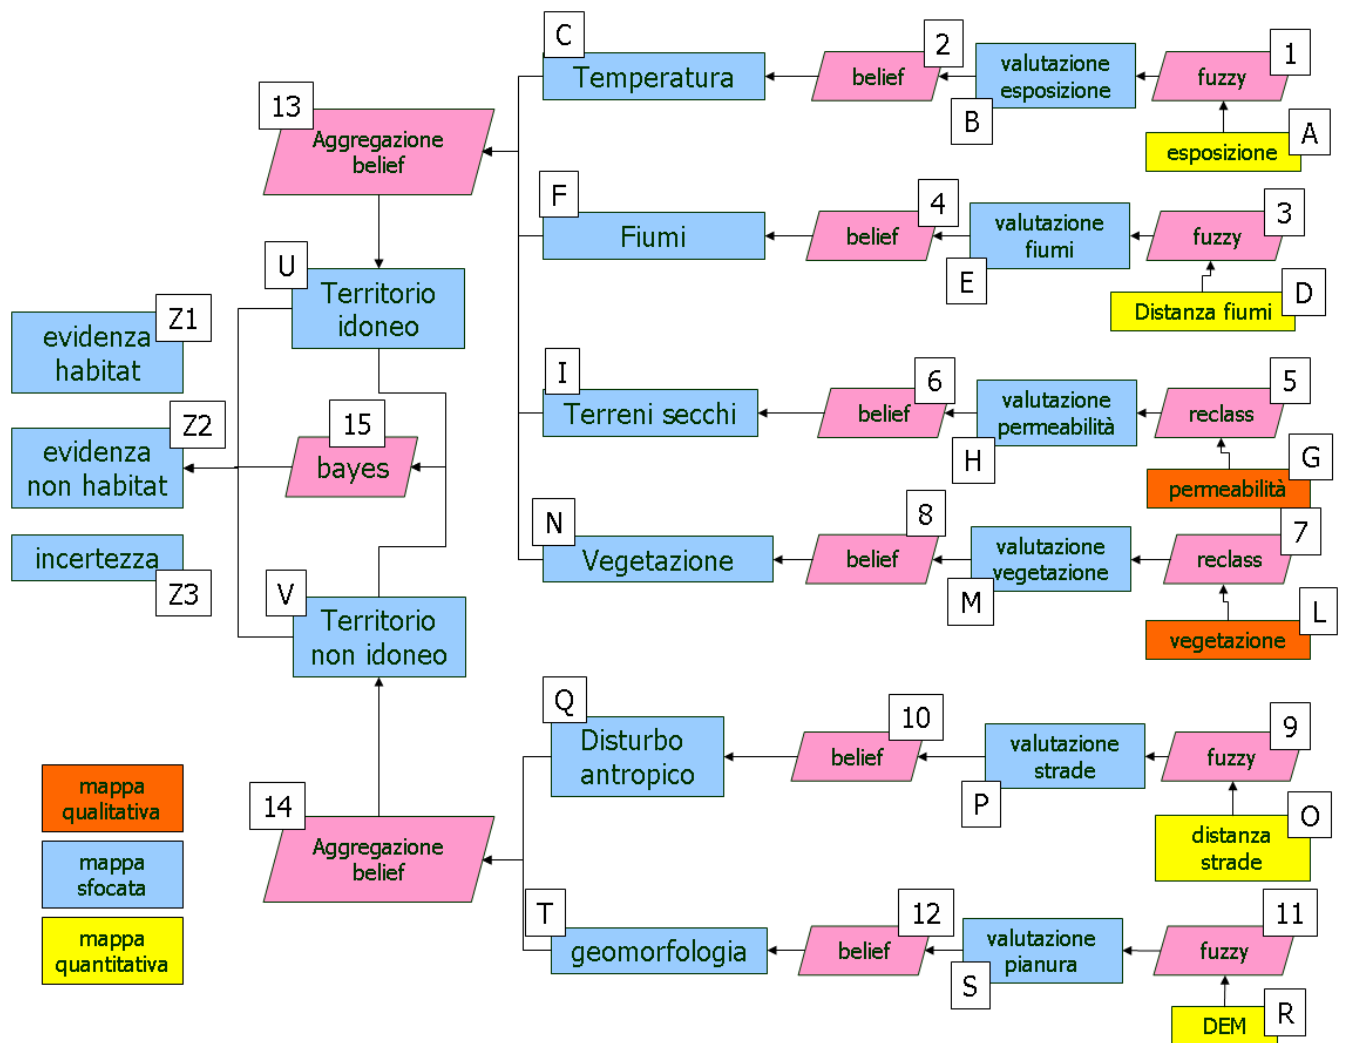 C
Temperatura
2
belief
valutazione
esposizione
B
1
fuzzy
A
esposizione
13
Aggregazione
belief
F
Fiumi
4
belief
valutazione
fiumi
E
3
fuzzy
D
Distanza fiumi
U
Territorio
idoneo
Z1
evidenza
habitat
I
Terreni secchi
6
belief
valutazione
permeabilità
H
5
reclass
G
permeabilità
Z2
evidenza
non habitat
15
bayes
N
Vegetazione
8
belief
valutazione
vegetazione
M
7
reclass
L
vegetazione
incertezza
Z3
V
Territorio
non idoneo
Q
Disturbo
antropico
10
belief
valutazione
strade
P
9
fuzzy
O
distanza
strade
14
Aggregazione
belief
T
geomorfologia
12
belief
valutazione
pianura
S
11
fuzzy
R
DEM
mappa
qualitativa
mappa
sfocata
mappa
quantitativa